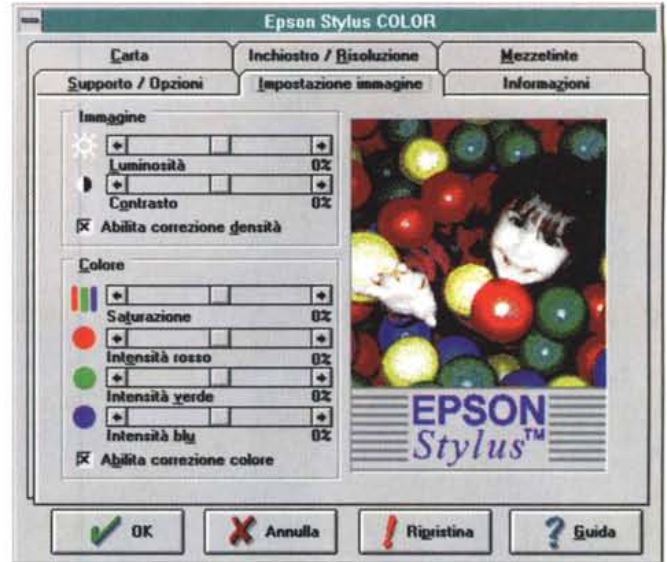 Epson Stylus COLOR
Carta
Inchiostro / Risoluzione
Mezzetinte
Supporto / Opzioni
Impostazione immagine
Informazioni
Immagine
Luminosità 0%
Contrasto 0%
Abilita correzione densità
Colore
Saturazione 0%
Intensità rosso 0%
Intensità verde 0%
Intensità blu 0%
Abilita correzione colore
EPSON
Stylus™
OK
Annulla
Ripristina
Guida